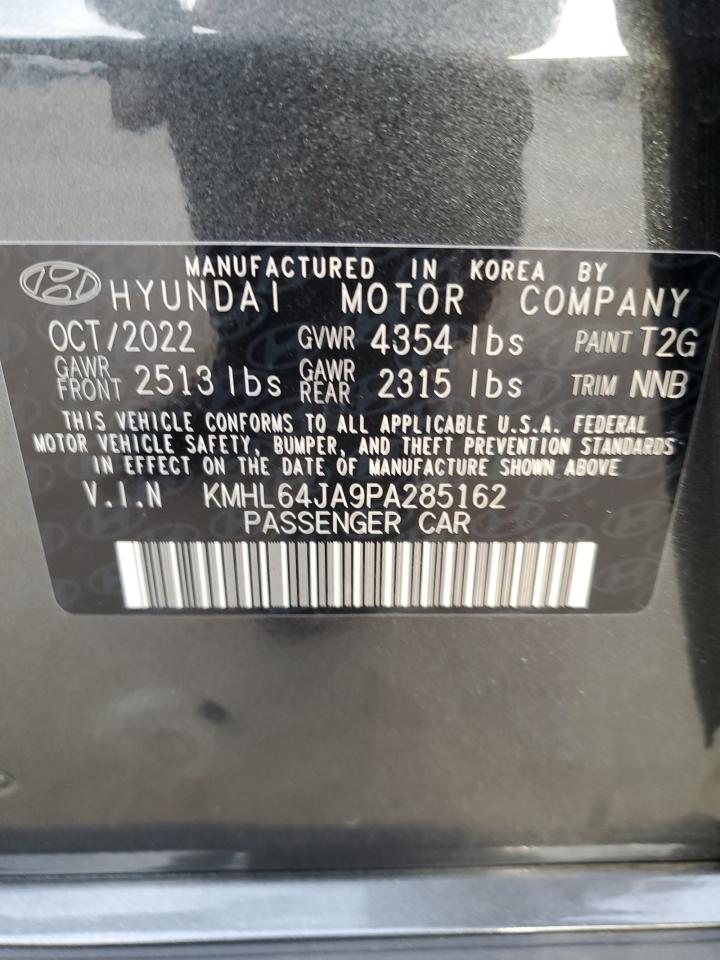 MANUFACTURED IN KOREA BY
HYUNDAI MOTOR COMPANY
OCT/2022 GVWR 4354 lbs PAINT T2G
GAWR FRONT 2513 lbs GAWR REAR 2315 lbs TRIM NNB
THIS VEHICLE CONFORMS TO ALL APPLICABLE U.S.A. FEDERAL
MOTOR VEHICLE SAFETY, BUMPER, AND THEFT PREVENTION STANDARDS
IN EFFECT ON THE DATE OF MANUFACTURE SHOWN ABOVE
V.I.N KMHL64JA9PA285162
PASSENGER CAR